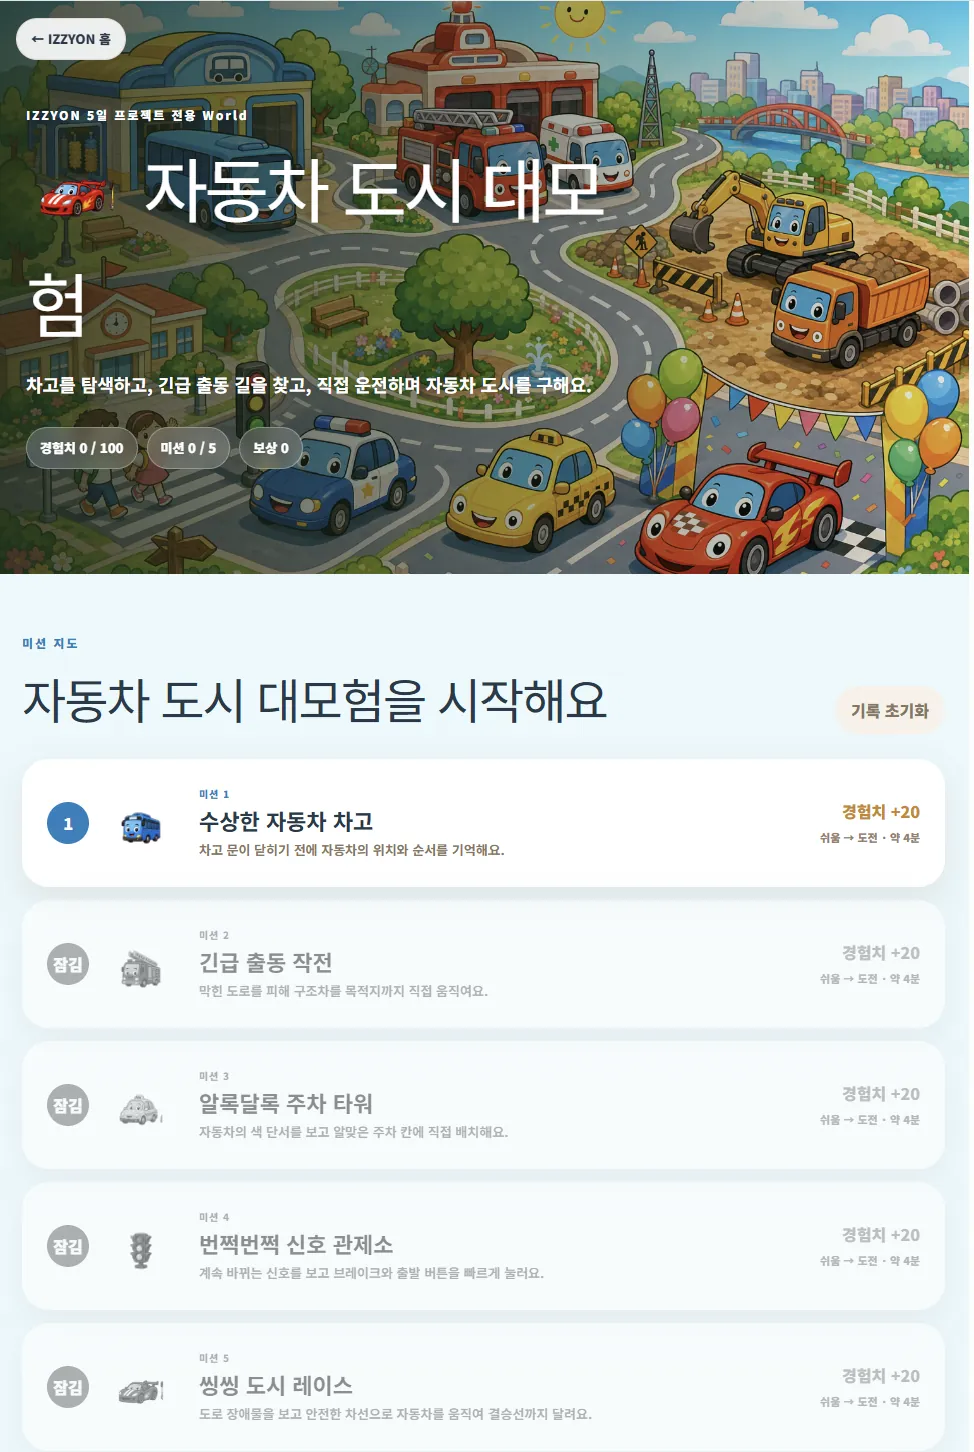 ← IZZYON 홈
IZZYON 5일 프로젝트 전용 World
자동차 도시 대모
험
차고를 탐색하고, 긴급 출동 길을 찾고, 직접 운전하며 자동차 도시를 구해요.
경험치 0 / 100
미션 0 / 5
보상 0
미션 지도
자동차 도시 대모험을 시작해요
기록 초기화
1
미션 1
수상한 자동차 차고
차고 문이 닫히기 전에 자동차의 위치와 순서를 기억해요.
경험치 +20
쉬움 → 도전 · 약 4분
잠김
미션 2
긴급 출동 작전
막힌 도로를 피해 구조차를 목적지까지 직접 움직여요.
경험치 +20
쉬움 → 도전 · 약 4분
잠김
미션 3
알록달록 주차 타워
자동차의 색 단서를 보고 알맞은 주차 칸에 직접 배치해요.
경험치 +20
쉬움 → 도전 · 약 4분
잠김
미션 4
번쩍번쩍 신호 관제소
계속 바뀌는 신호를 보고 브레이크와 출발 버튼을 빠르게 눌러요.
경험치 +20
쉬움 → 도전 · 약 4분
잠김
미션 5
씽씽 도시 레이스
도로 장애물을 보고 안전한 차선으로 자동차를 움직여 결승선까지 달려요.
경험치 +20
쉬움 → 도전 · 약 4분